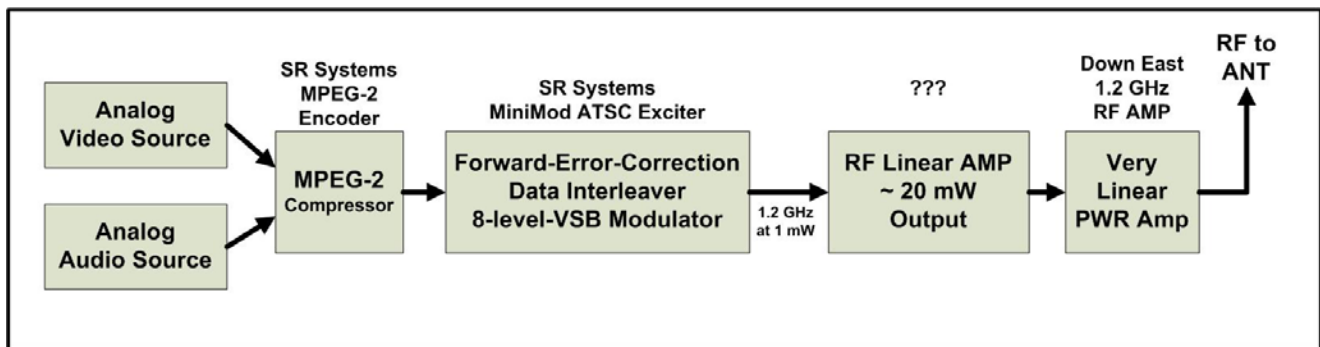 Analog
Video Source
Analog
Audio Source
SR Systems
MPEG-2
Encoder
MPEG-2
Compressor
SR Systems
MiniMod ATSC Exciter
Forward-Error-Correction
Data Interleaver
8-level-VSB Modulator
1.2 GHz
at 1 mW
???
RF Linear AMP
~ 20 mW
Output
Down East
1.2 GHz
RF AMP
Very
Linear
PWR Amp
RF to
ANT